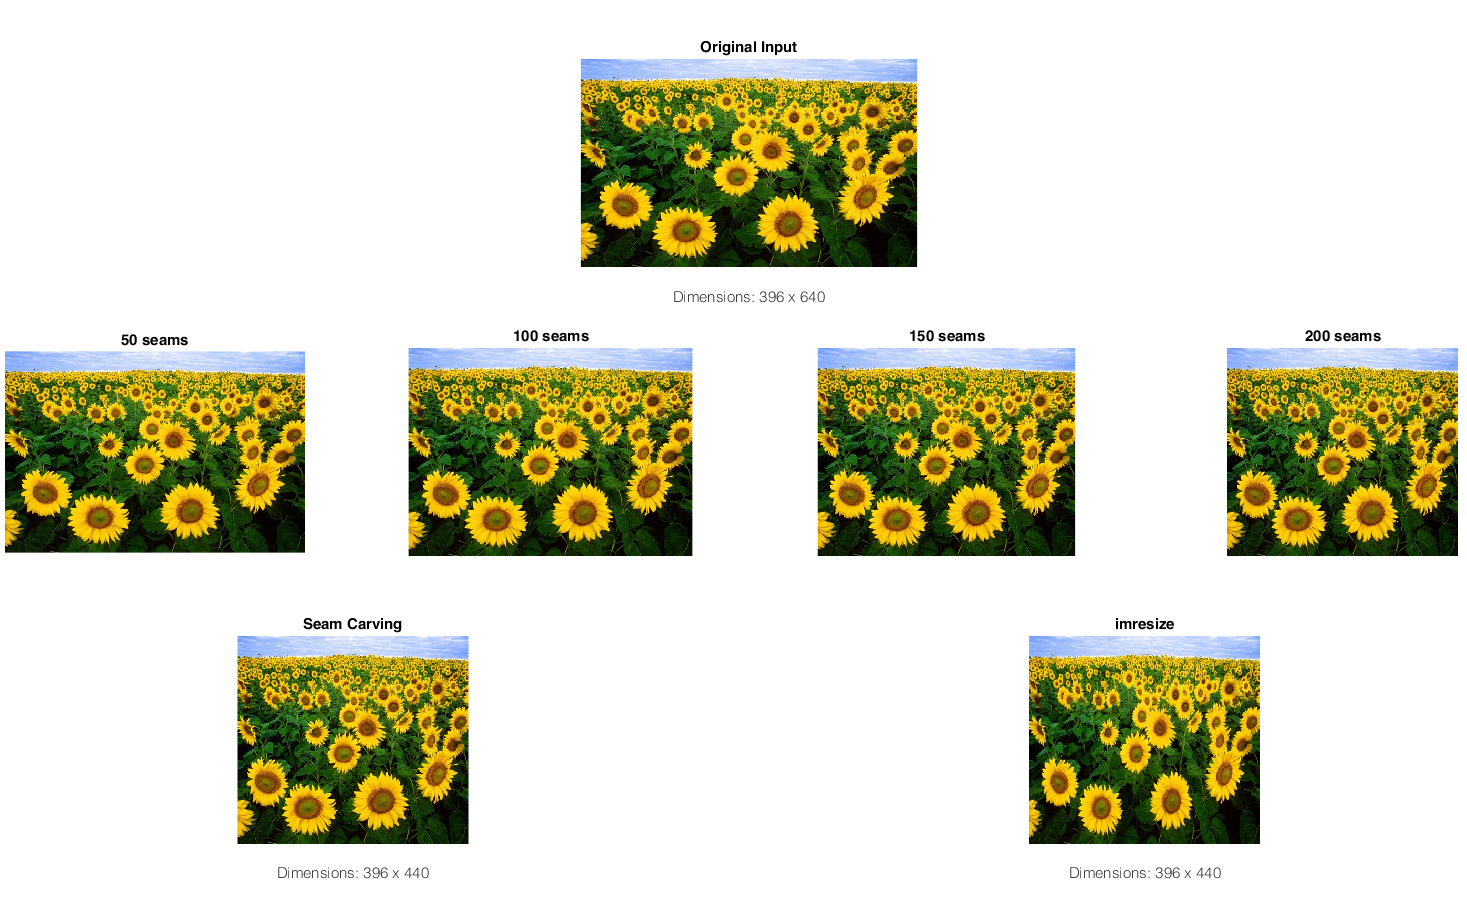 Original Input
Dimensions: 396 x 640
50 seams
100 seams
150 seams
200 seams
Seam Carving
imresize
Dimensions: 396 x 440
Dimensions: 396 x 440